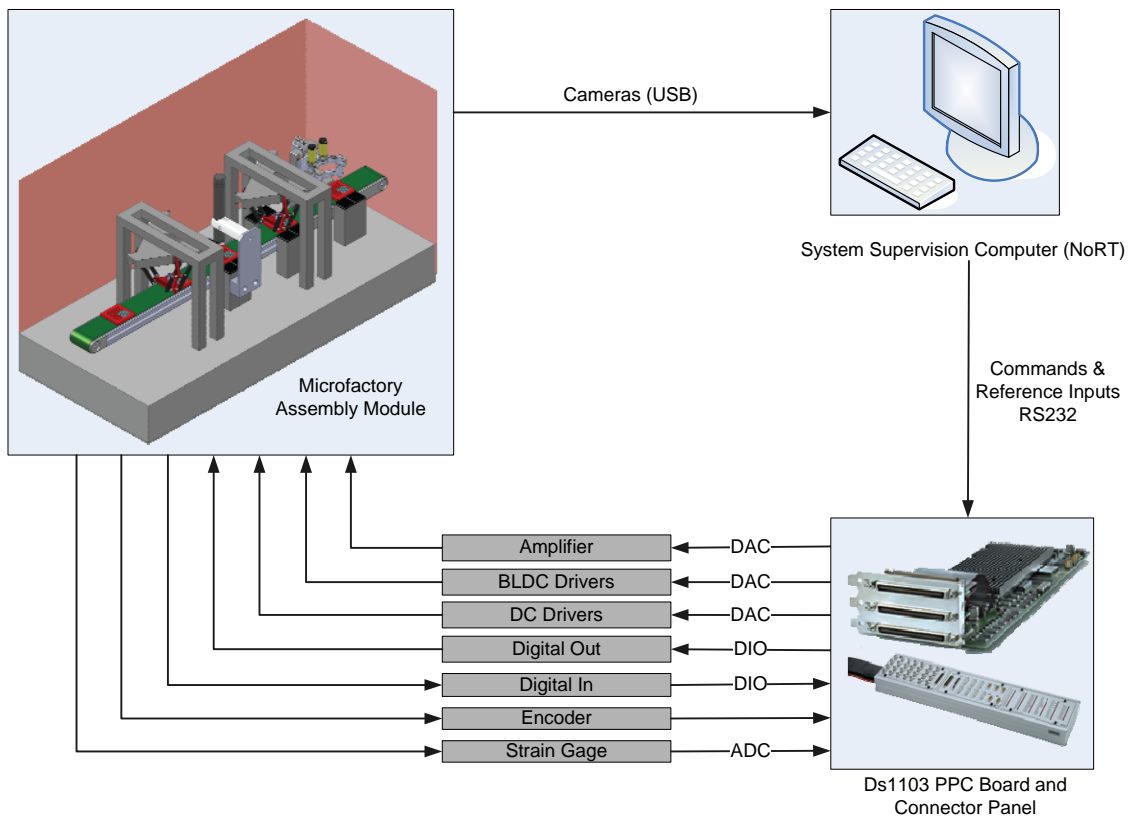 Cameras (USB)
System Supervision Computer (NoRT)
Microfactory
Assembly Module
Commands &
Reference Inputs
RS232
Amplifier
DAC
BLDC Drivers
DAC
DC Drivers
DAC
Digital Out
DIO
Digital In
DIO
Encoder
Strain Gage
ADC
Ds1103 PPC Board and
Connector Panel